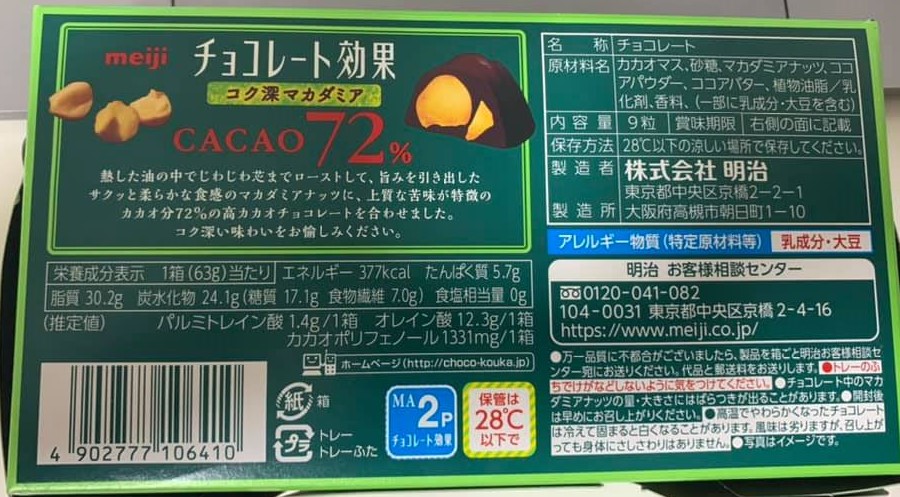 meiji チョコレート効果
コク深マカダミア
CACAO 72%
熱した油の中でじわじわ芯までローストして、旨みを引き出した
サクッと柔らかな食感のマカダミアナッツに、上質な苦味が特徴の
カカオ分72%の高カカオチョコレートを合わせました。
コク深い味わいをお愉しみください。
栄養成分表示 1箱(63g)当たり エネルギー 377kcal たんぱく質 5.7g
脂質 30.2g 炭水化物 24.1g(糖質 17.1g 食物繊維 7.0g) 食塩相当量 0g
(推定値) パルミトレイン酸 1.4g/1箱 オレイン酸 12.3g/1箱
カカオポリフェノール 1331mg/1箱
ホームページ(http://choco-kouka.jp)
4 902777 106410
紙 箱
プラ トレー
トレーふた
MA
2P
チョコレート効果
保管は
28℃
以下で
名称 チョコレート
原材料名 カカオマス、砂糖、マカダミアナッツ、ココ
アパウダー、ココアバター、植物油脂/乳
化剤、香料、(一部に乳成分・大豆を含む)
内容量 9粒 賞味期限 右側の面に記載
保存方法 28℃以下の涼しい場所で保存してください。
製造者 株式会社 明治
東京都中央区京橋2-2-1
製造所 大阪府高槻市朝日町1-10
アレルギー物質(特定原材料等) 乳成分・大豆
明治 お客様相談センター
0120-041-082
104-0031 東京都中央区京橋 2-4-16
https://www.meiji.co.jp/
●万一品質に不都合がございましたら、製品を箱ごと明治お客様相談セ
ンター宛にお送りください。代品と郵送料をお送りします。●トレーのふ
ちでけがなどしないように気をつけてください。●チョコレート中のマカ
ダミアナッツの量・大きさにはばらつきが出ることがあります。●開封後
は早めにお召し上がりください。●高温でやわらかくなったチョコレート
は冷えて固まると白くなることがあります。風味は劣りますが、召し上が
っても身体にさしさわりはありません。●写真はイメージです。